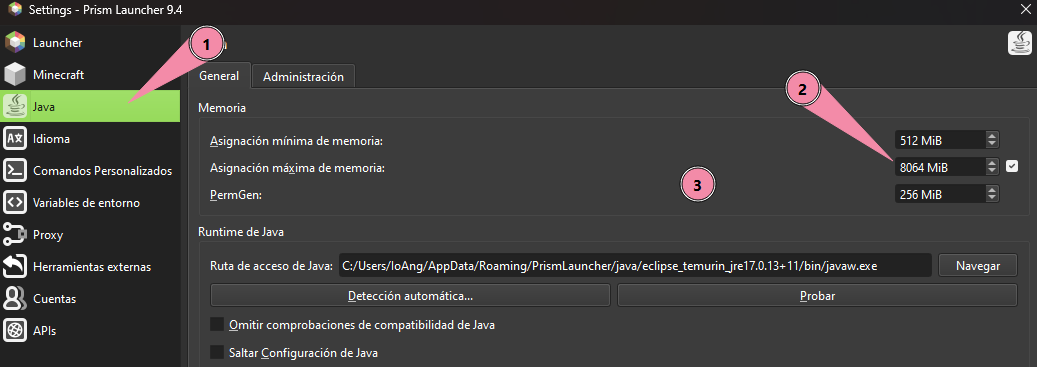 Settings - Prism Launcher 9.4
1
Launcher
Minecraft
Java
Idioma
Comandos Personalizados
Variables de entorno
Proxy
Herramientas externas
Cuentas
APIs
General
Administración
Memoria
2
Asignación mínima de memoria:
512 MiB
Asignación máxima de memoria:
8064 MiB
3
PermGen:
256 MiB
Runtime de Java
Ruta de acceso de Java:
C:/Users/IoAng/AppData/Roaming/PrismLauncher/java/eclipse_temurin_jre17.0.13+11/bin/javaw.exe
Navegar
Detección automática...
Probar
Omitir comprobaciones de compatibilidad de Java
Saltar Configuración de Java